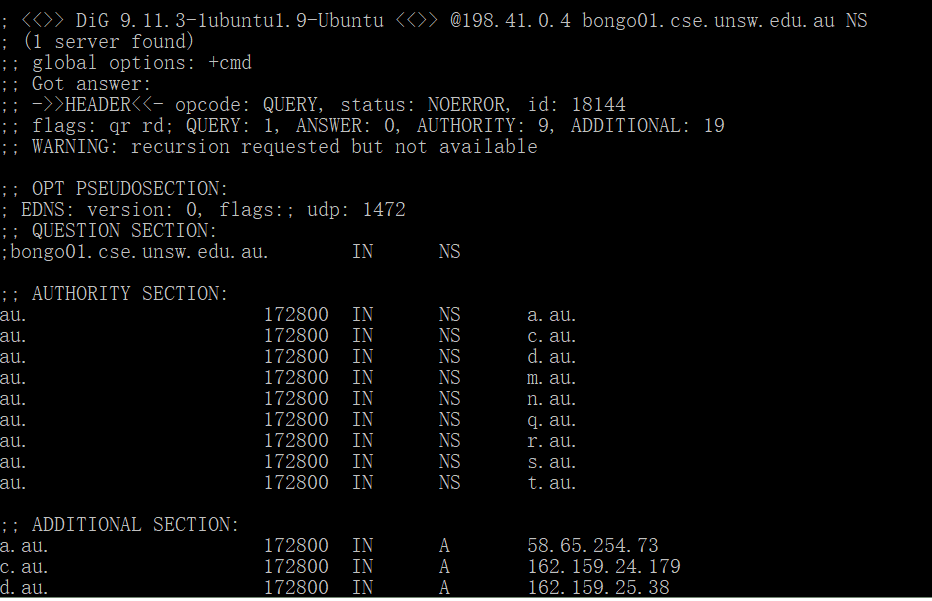 ; <<>> DiG 9.11.3-1ubuntu1.9-Ubuntu <<>> @198.41.0.4 bongo01.cse.unsw.edu.au NS
; (1 server found)
;; global options: +cmd
;; Got answer:
;; ->>HEADER<<- opcode: QUERY, status: NOERROR, id: 18144
;; flags: qr rd; QUERY: 1, ANSWER: 0, AUTHORITY: 9, ADDITIONAL: 19
;; WARNING: recursion requested but not available

;; OPT PSEUDOSECTION:
; EDNS: version: 0, flags:; udp: 1472
;; QUESTION SECTION:
;bongo01.cse.unsw.edu.au. IN NS

;; AUTHORITY SECTION:
au. 172800 IN NS a.au.
au. 172800 IN NS c.au.
au. 172800 IN NS d.au.
au. 172800 IN NS m.au.
au. 172800 IN NS n.au.
au. 172800 IN NS q.au.
au. 172800 IN NS r.au.
au. 172800 IN NS s.au.
au. 172800 IN NS t.au.

;; ADDITIONAL SECTION:
a.au. 172800 IN A 58.65.254.73
c.au. 172800 IN A 162.159.24.179
d.au. 172800 IN A 162.159.25.38